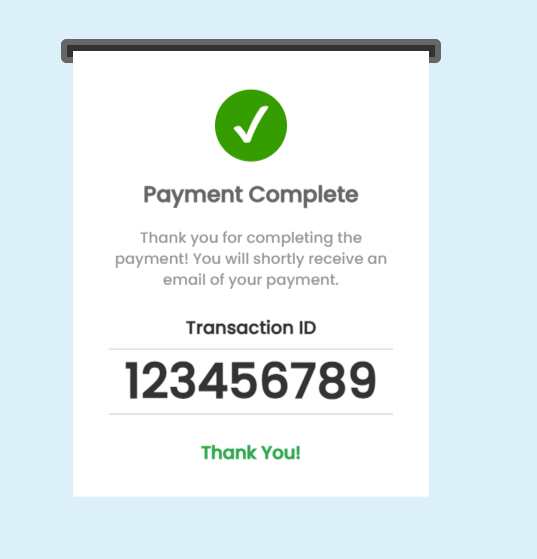 Payment Complete
Thank you for completing the
payment! You will shortly receive an
email of your payment.
Transaction ID
123456789
Thank You!